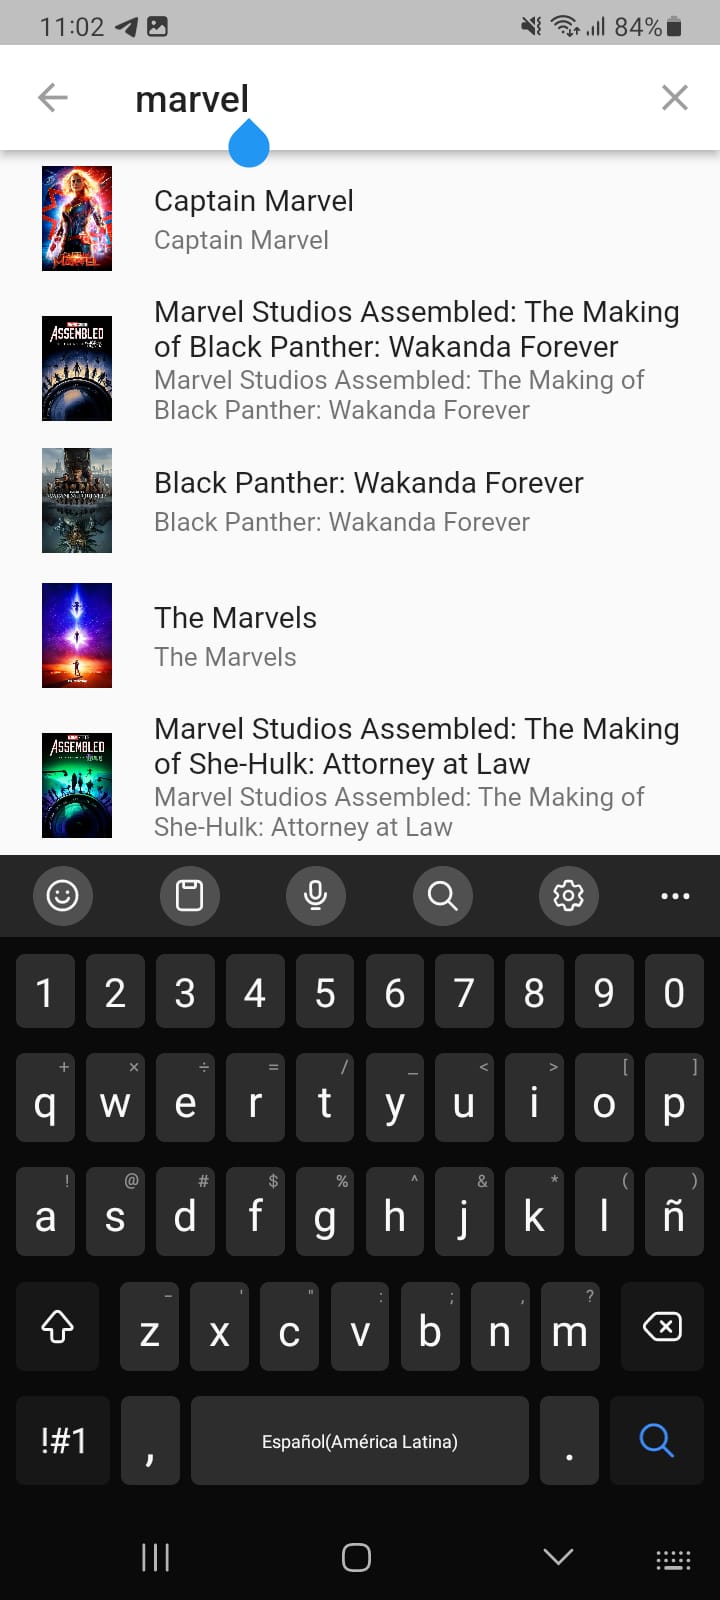 11:02
84%
marvel
Captain Marvel
Captain Marvel
ASSEMBLED
Marvel Studios Assembled: The Making
of Black Panther: Wakanda Forever
Marvel Studios Assembled: The Making of
Black Panther: Wakanda Forever
Black Panther: Wakanda Forever
Black Panther: Wakanda Forever
The Marvels
The Marvels
ASSEMBLED
Marvel Studios Assembled: The Making
of She-Hulk: Attorney at Law
Marvel Studios Assembled: The Making of
She-Hulk: Attorney at Law
1 2 3 4 5 6 7 8 9 0
+ × ÷ = / _ < > [ ]
q w e r t y u i o p
! @ # $ % ^ & * ( )
a s d f g h j k l ñ
- ' " : ; , ?
z x c v b n m
!#1 , Español(América Latina) .